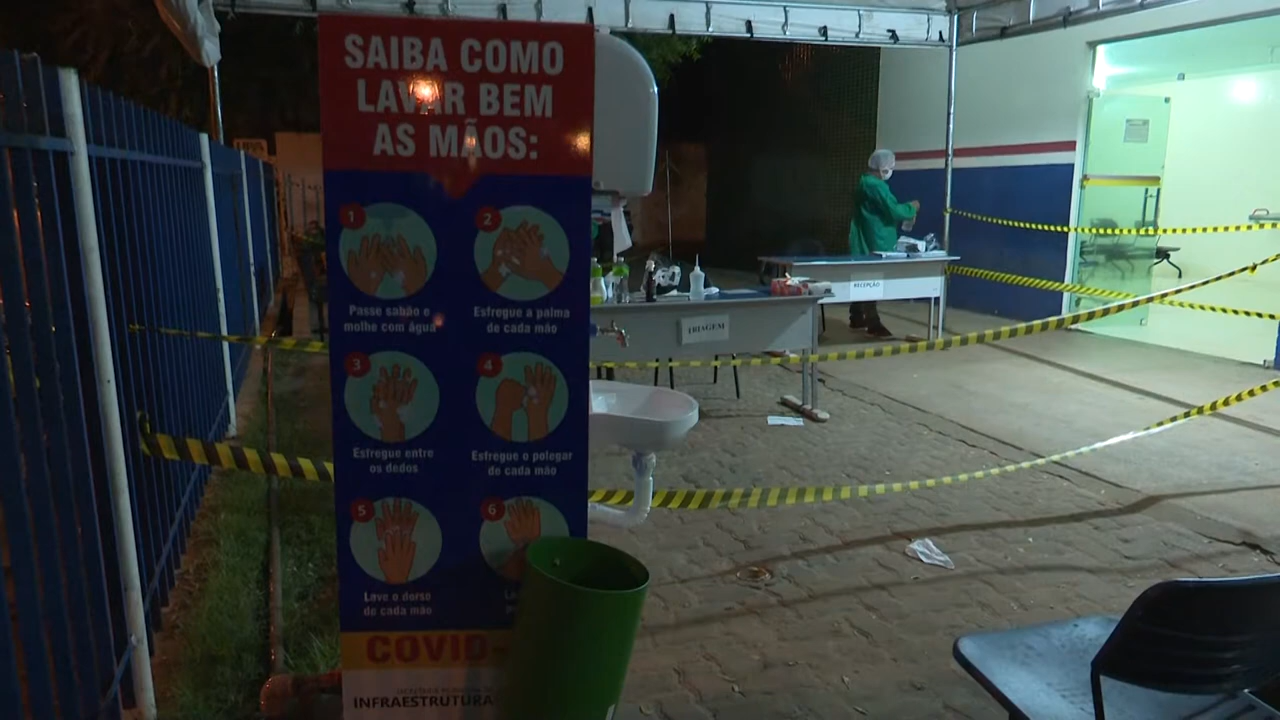 SAIBA COMO
LAVAR BEM
AS MÃOS:
1
2
Passe sabão e
molhe com água
Esfregue a palma
de cada mão
3
4
Esfregue entre
os dedos
Esfregue o polegar
de cada mão
5
6
Lave o dorso
de cada mão
COVID-
INFRAESTRUTURA
TRIAGEM
RECEPÇÃO